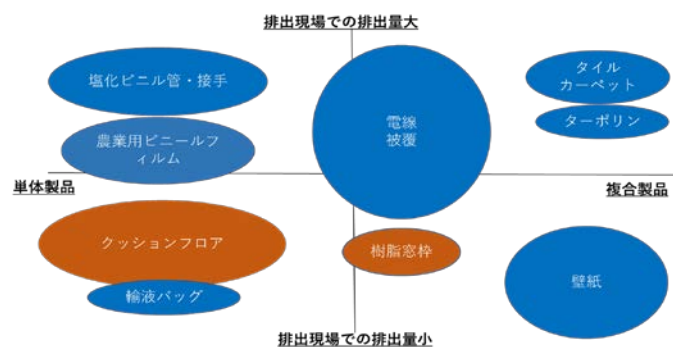 排出現場での排出量大
塩化ビニル管・接手
タイル
カーペット
電線
被覆
ターポリン
農業用ビニールフ
ィルム
単体製品
複合製品
クッションフロア
樹脂窓枠
壁紙
輸液バッグ
排出現場での排出量小